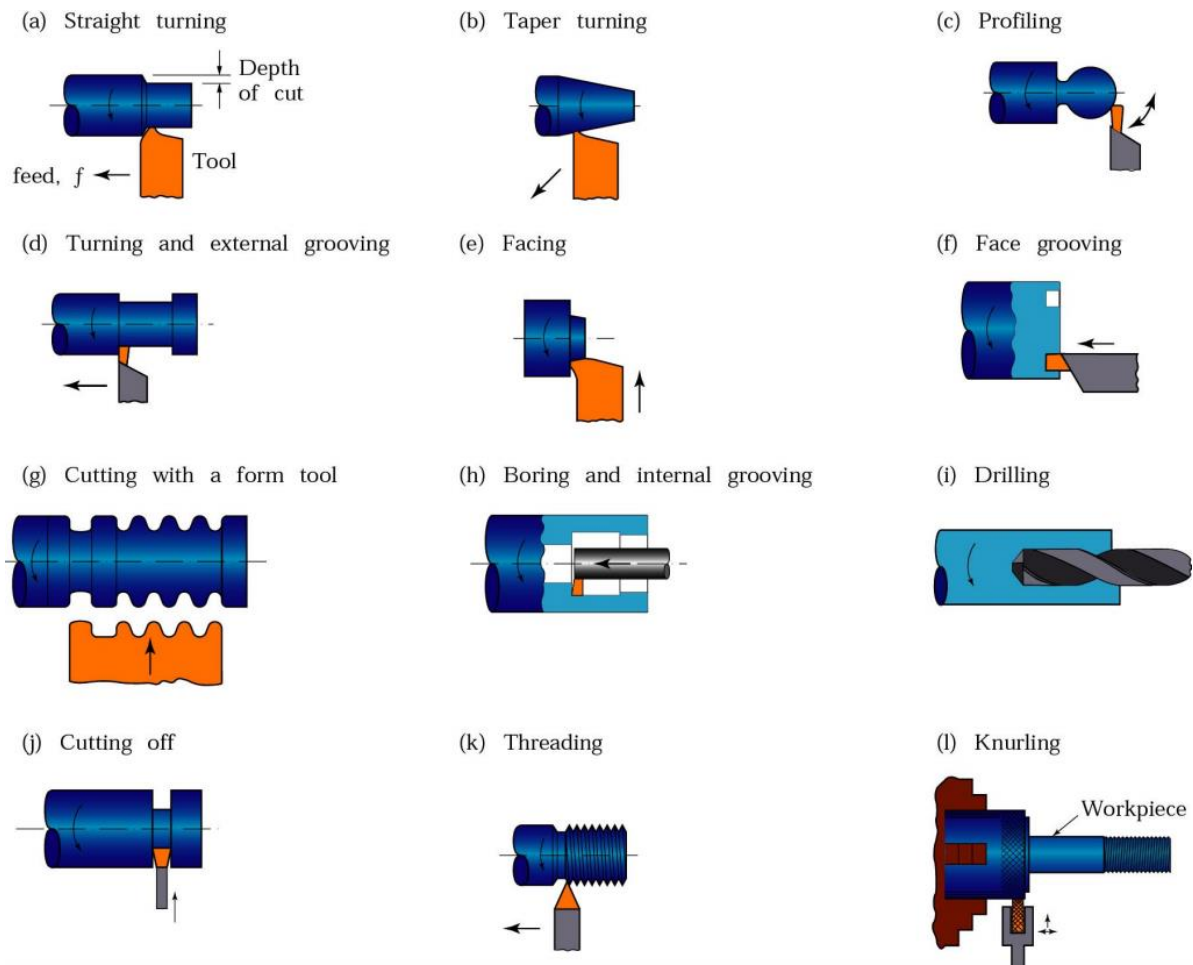 (a) Straight turning
(b) Taper turning
(c) Profiling
Depth
of cut
Tool
feed, f
(d) Turning and external grooving
(e) Facing
(f) Face grooving
(g) Cutting with a form tool
(h) Boring and internal grooving
(i) Drilling
(j) Cutting off
(k) Threading
(l) Knurling
Workpiece